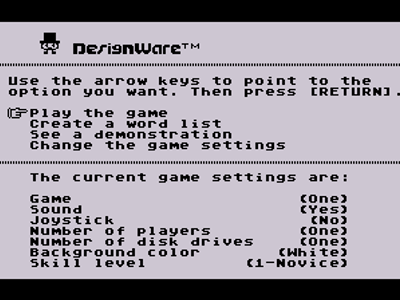 DesignWare™
Use the arrow keys to point to the
option you want. Then press [RETURN].
Play the game
Create a word list
See a demonstration
Change the game settings
The current game settings are:
Game (One)
Sound (Yes)
Joystick (No)
Number of players (One)
Number of disk drives (One)
Background color (White)
Skill level (1-Novice)